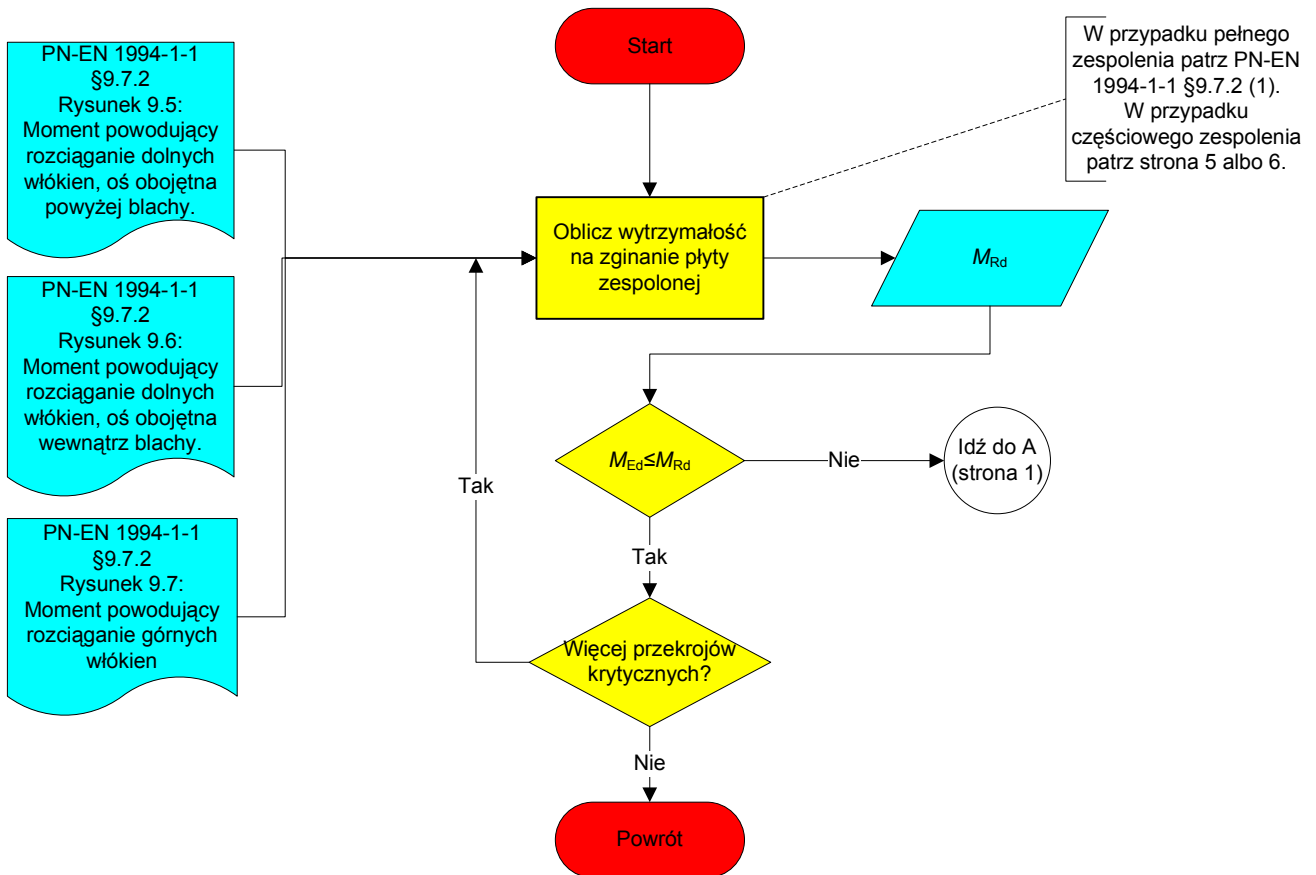 PN-EN 1994-1-1
§9.7.2
Rysunek 9.5:
Moment powodujący
rozciąganie dolnych
włókien, oś obojętna
powyżej blachy.
PN-EN 1994-1-1
§9.7.2
Rysunek 9.6:
Moment powodujący
rozciąganie dolnych
włókien, oś obojętna
wewnątrz blachy.
PN-EN 1994-1-1
§9.7.2
Rysunek 9.7:
Moment powodujący
rozciąganie górnych
włókien
Start
W przypadku pełnego
zespolenia patrz PN-EN
1994-1-1 §9.7.2 (1).
W przypadku
częściowego zespolenia
patrz strona 5 albo 6.
Oblicz wytrzymałość
na zginanie płyty
zespolonej
MRd
MEd≤MRd
Nie
Idź do A
(strona 1)
Tak
Tak
Więcej przekrojów
krytycznych?
Nie
Powrót